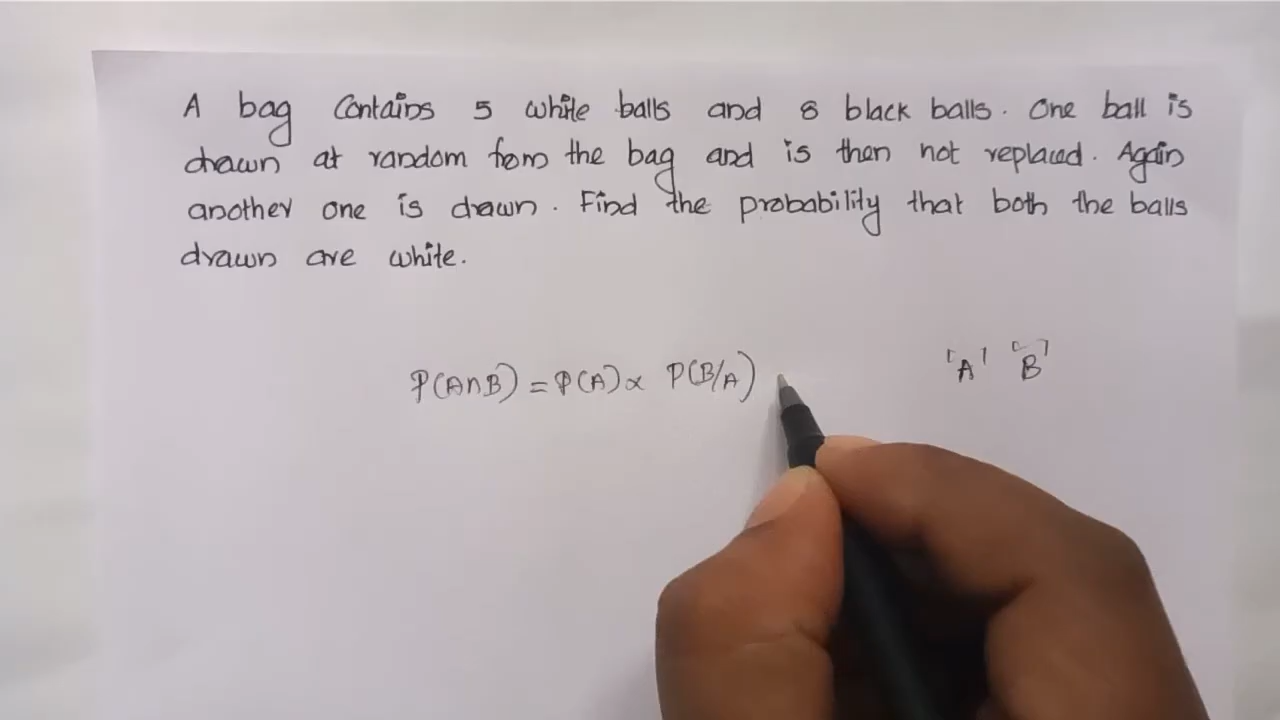 A bag Contains 5 white balls and 8 black balls. One ball is
drawn at random from the bag and is then not replaced. Again
another one is drawn. Find the probability that both the balls
drawn are white.
P(A∩B) = P(A) × P(B/A) 'A' 'B'